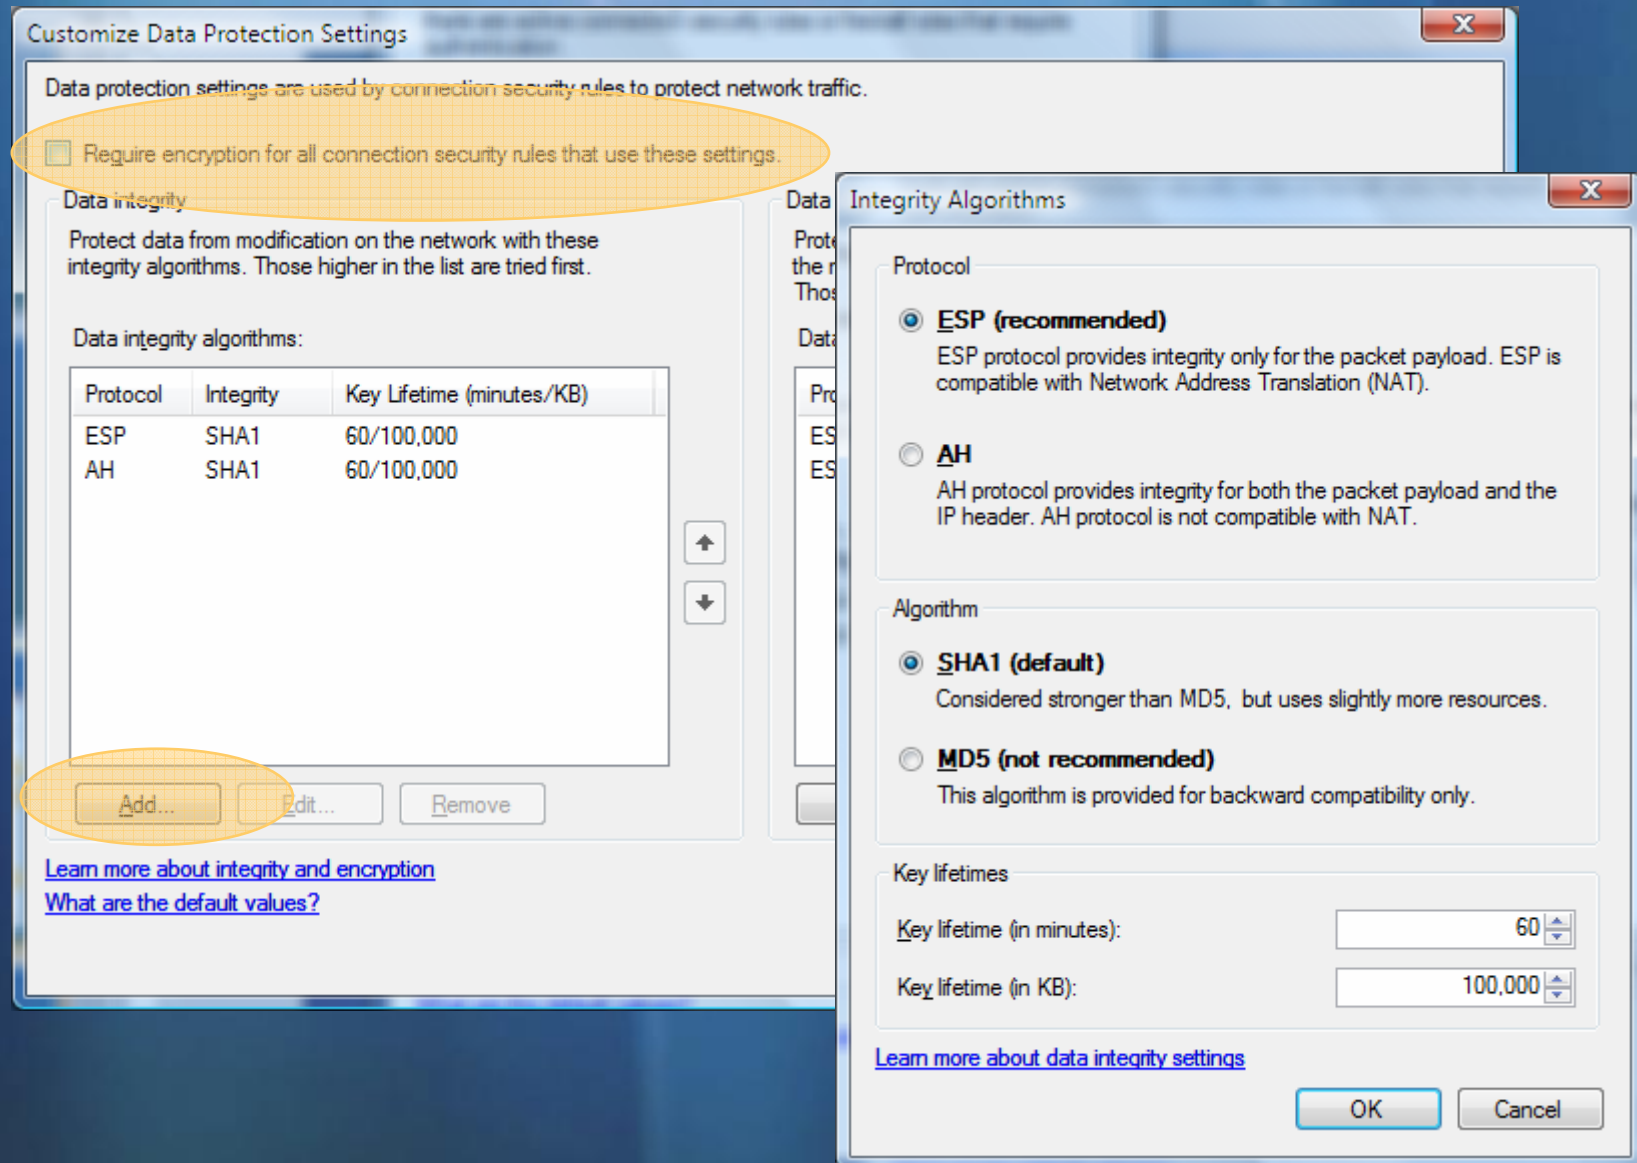 Customize Data Protection Settings
Data protection settings are used by connection security rules to protect network traffic.
Require encryption for all connection security rules that use these settings.
Data integrity
Protect data from modification on the network with these
integrity algorithms. Those higher in the list are tried first.
Data integrity algorithms:
Protocol Integrity Key Lifetime (minutes/KB)
ESP SHA1 60/100,000
AH SHA1 60/100,000
Add... Edit... Remove
Learn more about integrity and encryption
What are the default values?
Data
Integrity Algorithms
Protocol
ESP (recommended)
ESP protocol provides integrity only for the packet payload. ESP is
compatible with Network Address Translation (NAT).
AH
AH protocol provides integrity for both the packet payload and the
IP header. AH protocol is not compatible with NAT.
Algorithm
SHA1 (default)
Considered stronger than MD5, but uses slightly more resources.
MD5 (not recommended)
This algorithm is provided for backward compatibility only.
Key lifetimes
Key lifetime (in minutes): 60
Key lifetime (in KB): 100,000
Learn more about data integrity settings
OK Cancel